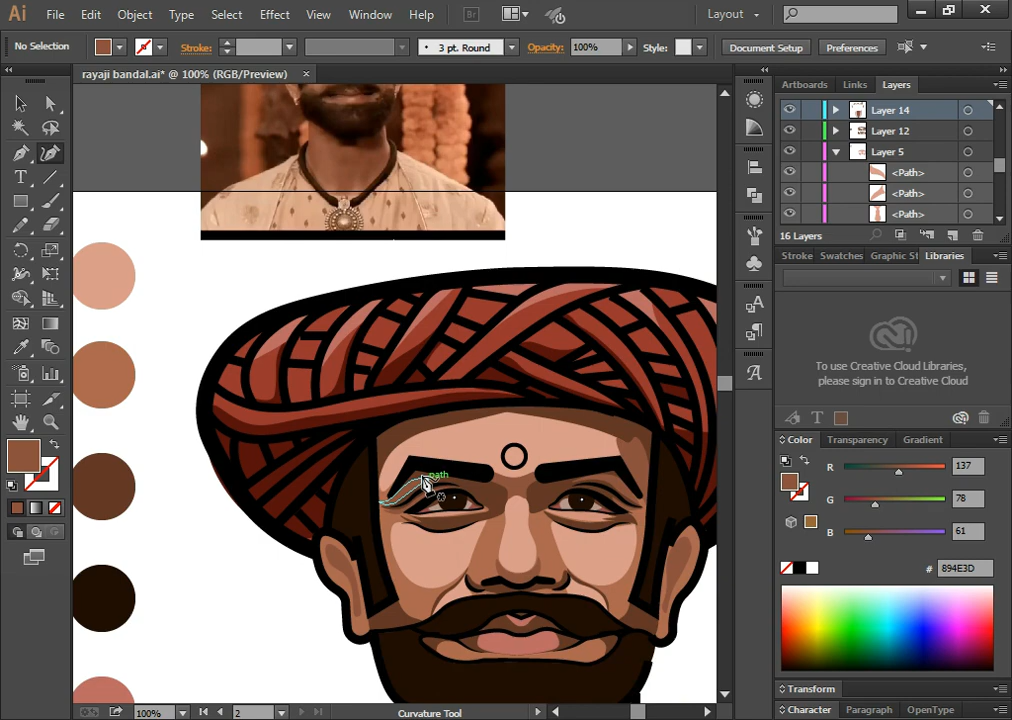 Ai File Edit Object Type Select Effect View Window Help Br Layout
No Selection Stroke: 3 pt. Round Opacity: 100% Style: Document Setup Preferences
rayaji bandal.ai* @ 100% (RGB/Preview) ×
Artboards Links Layers
Layer 14
Layer 12
Layer 5
<Path>
<Path>
<Path>
16 Layers
Stroke Swatches Graphic St Libraries
To use Creative Cloud Libraries,
please sign in to Creative Cloud
Color Transparency Gradient
R 137
G 78
B 61
# 894E3D
Transform
Character Paragraph OpenType
path
100% 2 Curvature Tool